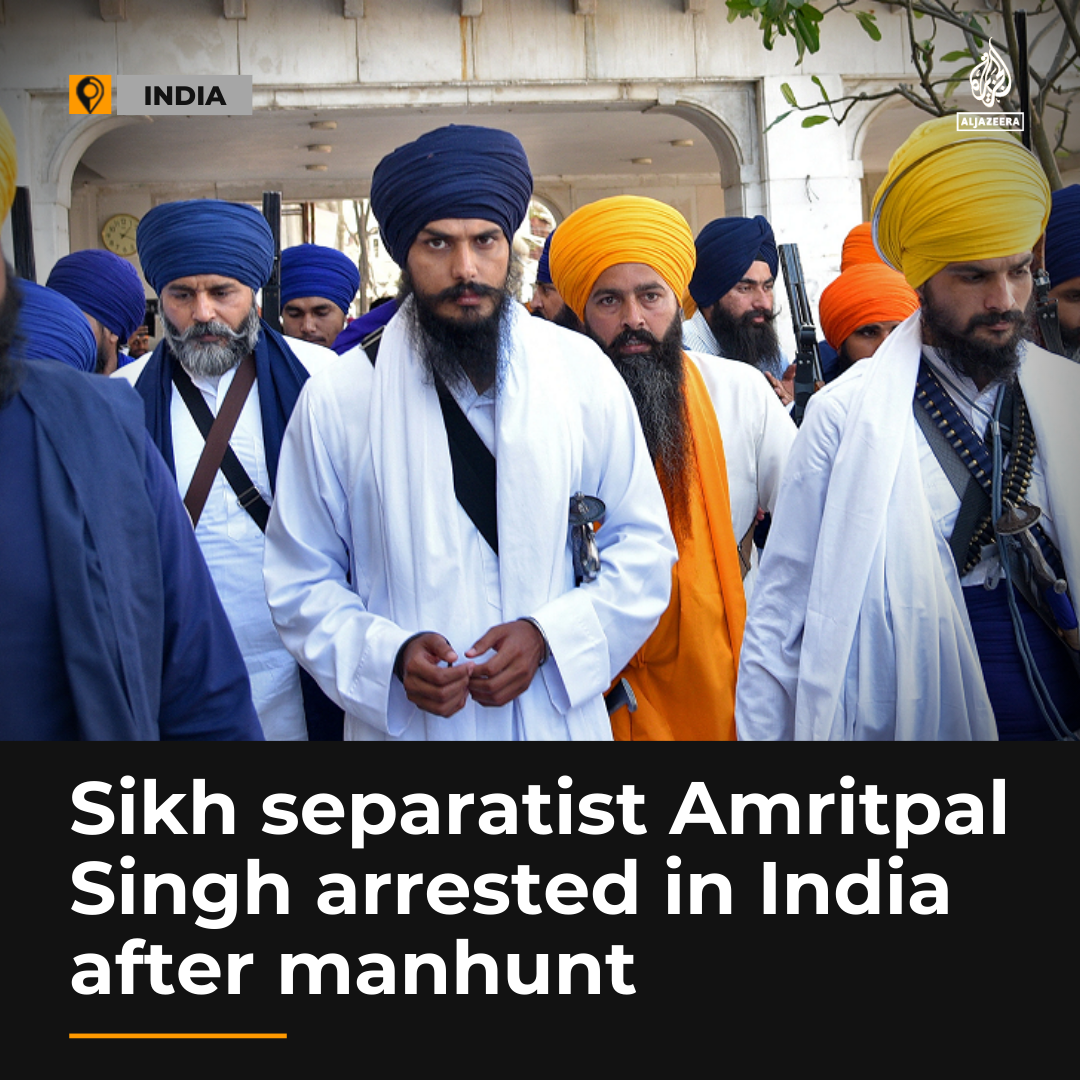 INDIA
ALJAZEERA
Sikh separatist Amritpal
Singh arrested in India
after manhunt